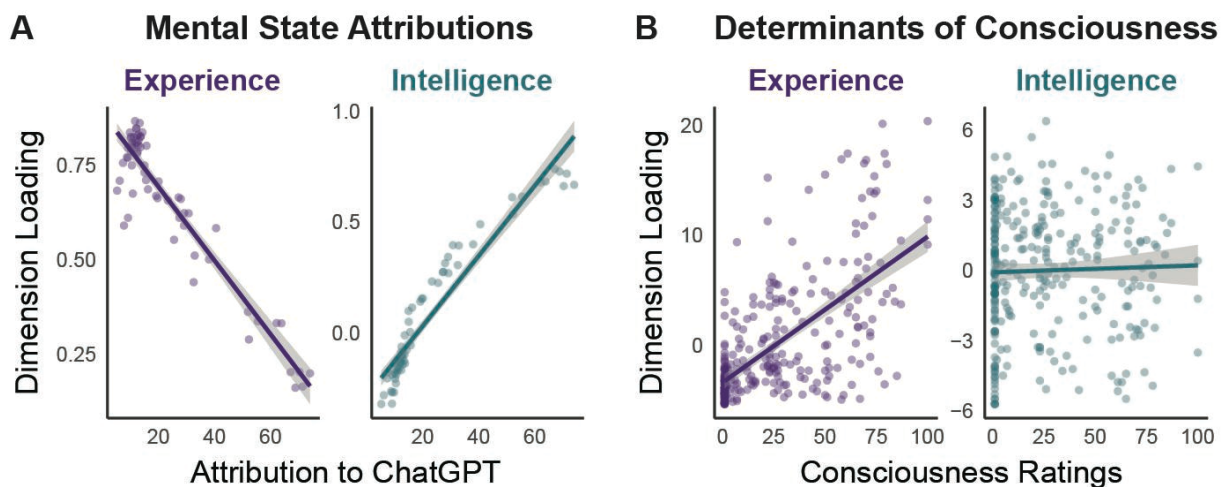 A Mental State Attributions
Experience Intelligence
Dimension Loading
0.75
0.50
0.25
20 40 60
1.0
0.5
0.0
20 40 60
Attribution to ChatGPT
B Determinants of Consciousness
Experience Intelligence
Dimension Loading
20
10
0
0 25 50 75 100
6
3
0
−3
−6
0 25 50 75 100
Consciousness Ratings